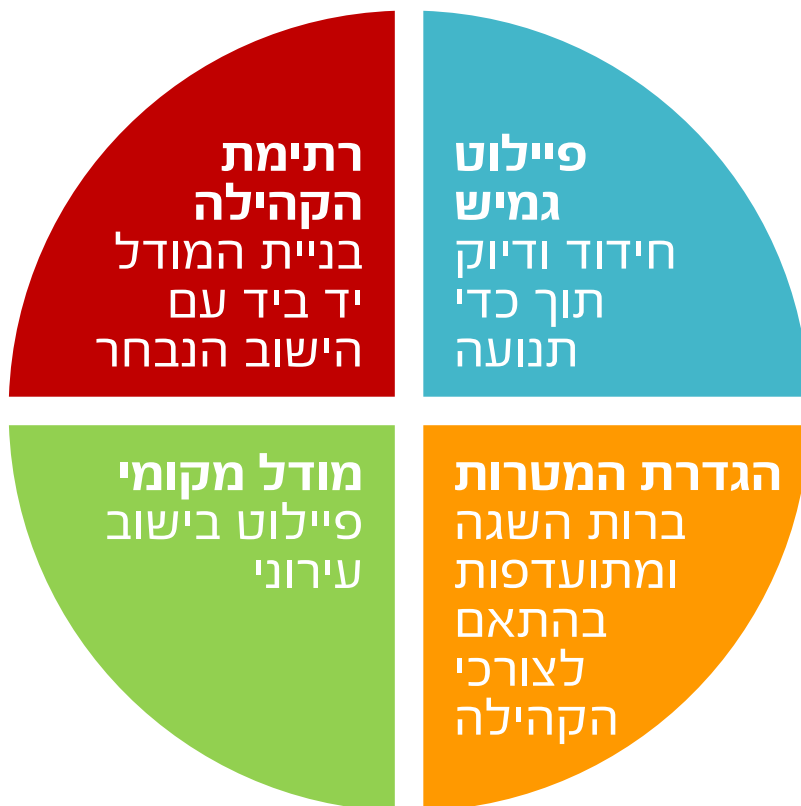 פיילוט
גמיש
חידוד ודיוק
תוך כדי
תנועה
רתימת
הקהילה
בניית המודל
יד ביד עם
הישוב הנבחר
הגדרת המטרות
ברות השגה
ומתועדפות
בהתאם
לצורכי
הקהילה
מודל מקומי
פיילוט בישוב
עירוני